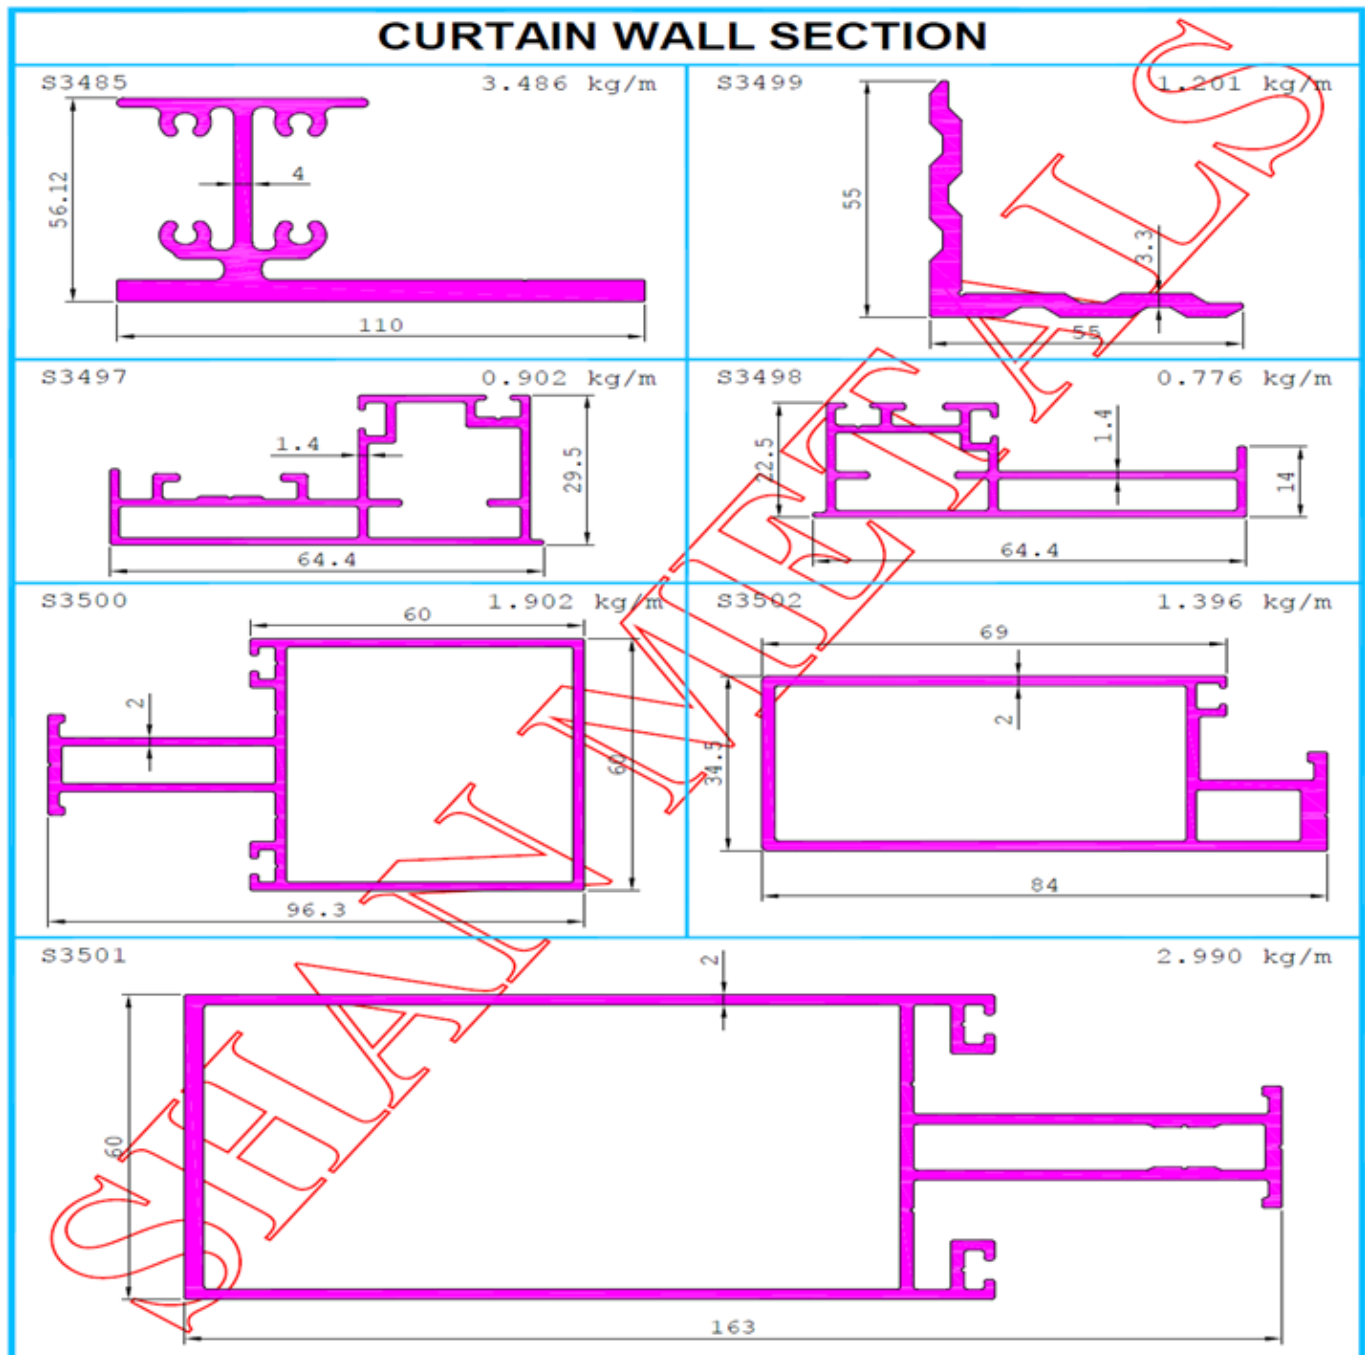 CURTAIN WALL SECTION
S3485 3.486 kg/m
56.12
4
110
S3499 1.201 kg/m
55
3.3
55
S3497 0.902 kg/m
1.4
29.5
64.4
S3498 0.776 kg/m
22.5
1.4
14
64.4
S3500 1.902 kg/m
60
2
60
96.3
S3502 1.396 kg/m
69
2
34.5
84
S3501 2.990 kg/m
2
60
163
SHAN METALS